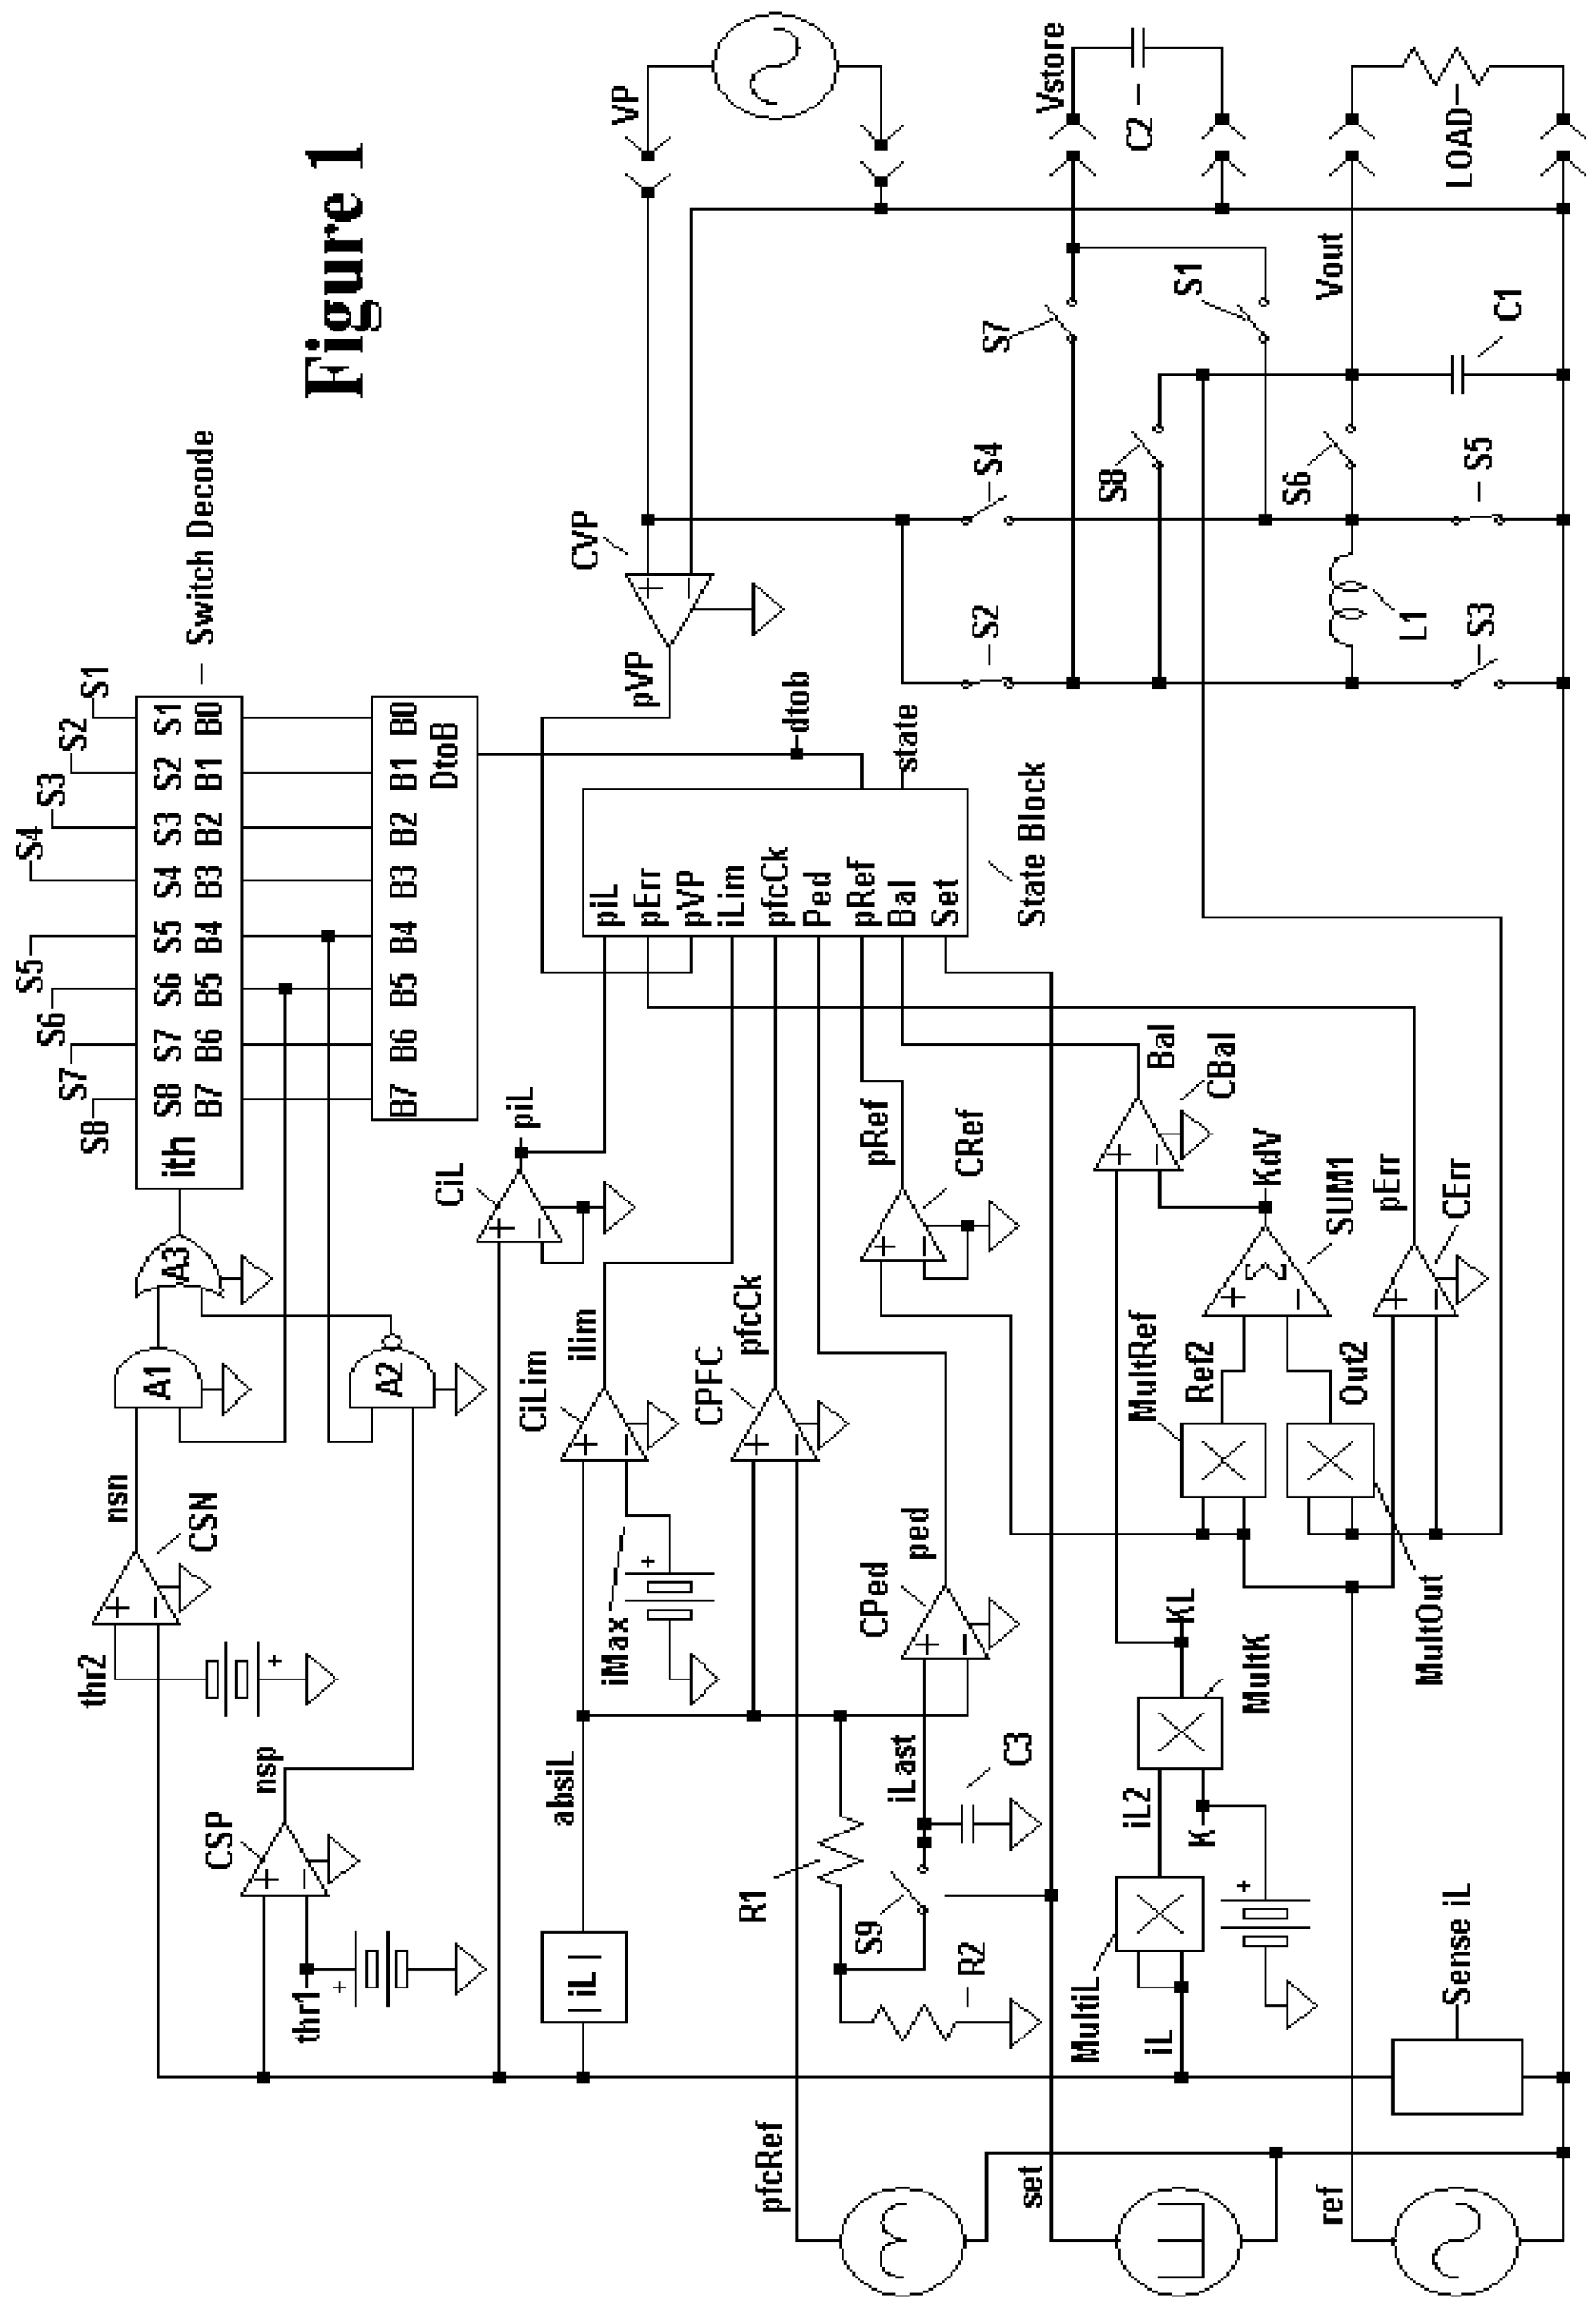 Figure 1
S8
S7
S6
S5
S4
S3
S2
S1
Switch Decode
ith
S8 S7 S6 S5 S4 S3 S2 S1
B7 B6 B5 B4 B3 B2 B1 B0
B7 B6 B5 B4 B3 B2 B1 B0
DtoB
A3
A1
A2
nsn
CSN
thr2
nsp
CSP
thr1
+
−
+
−
+
+
CiL
piL
+
−
absiL
|iL|
CiLim
ilim
+
−
iMax
+
CPFC
pfcCk
+
−
R1
S9
R2
iLast
C3
CPed
ped
+
−
pRef
CRef
+
−
piL
pErr
pVP
iLim
pfcCk
Ped
pRef
Bal
Set
State Block
state
dtob
pVP
CVP
+
−
VP
Vstore
C2
LOAD
Vout
C1
S7
S1
S8
S6
S4
S5
S2
S3
L1
Bal
CBal
+
−
KdV
SUM1
Σ
+
−
pErr
CErr
+
−
MultRef
Ref2
Out2
MultOut
KL
MultK
iL2
K
+
MultiL
iL
Sense iL
pfcRef
set
ref